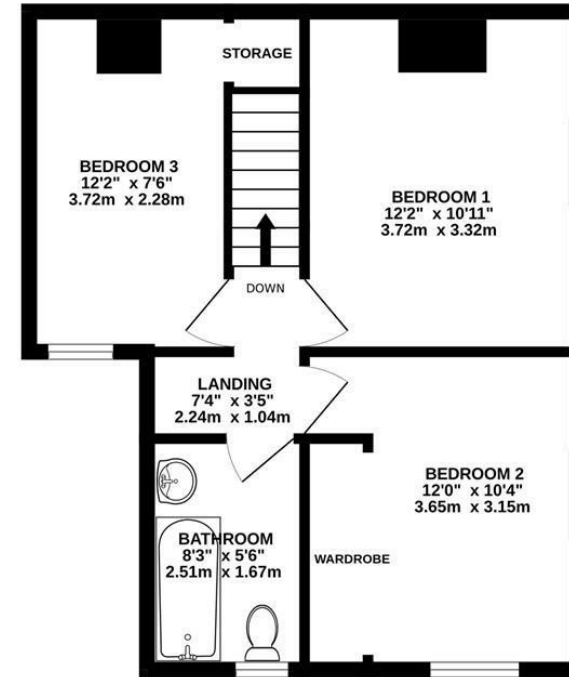 STORAGE
BEDROOM 3
12'2" x 7'6"
3.72m x 2.28m
BEDROOM 1
12'2" x 10'11"
3.72m x 3.32m
DOWN
LANDING
7'4" x 3'5"
2.24m x 1.04m
BEDROOM 2
12'0" x 10'4"
3.65m x 3.15m
BATHROOM
8'3" x 5'6"
2.51m x 1.67m
WARDROBE